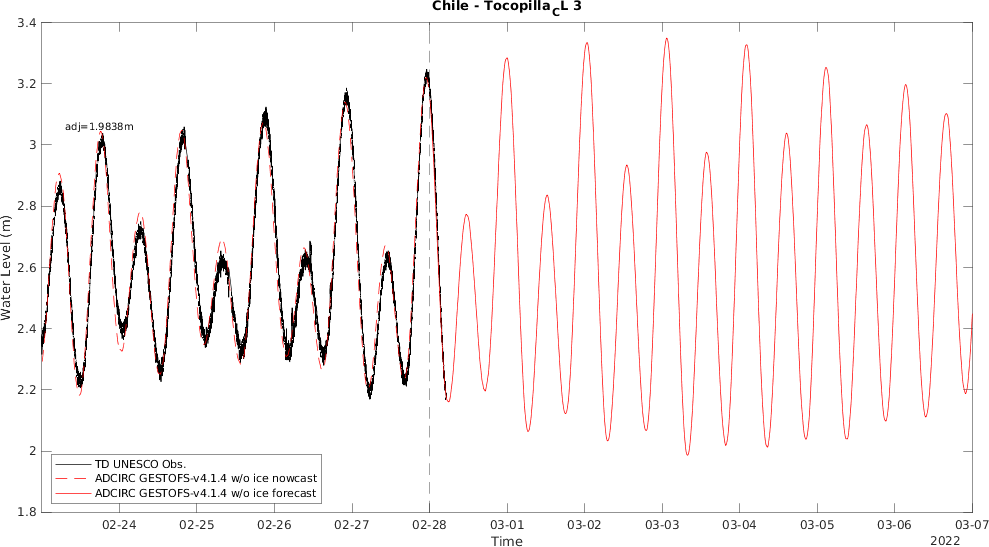 Chile - Tocopilla_CL 3
3.4
3.2
3
2.8
2.6
2.4
2.2
2
1.8
Water Level (m)
adj=1.9838m
TD UNESCO Obs.
ADCIRC GESTOFS-v4.1.4 w/o ice nowcast
ADCIRC GESTOFS-v4.1.4 w/o ice forecast
02-24 02-25 02-26 02-27 02-28 03-01 03-02 03-03 03-04 03-05 03-06 03-07
Time
2022